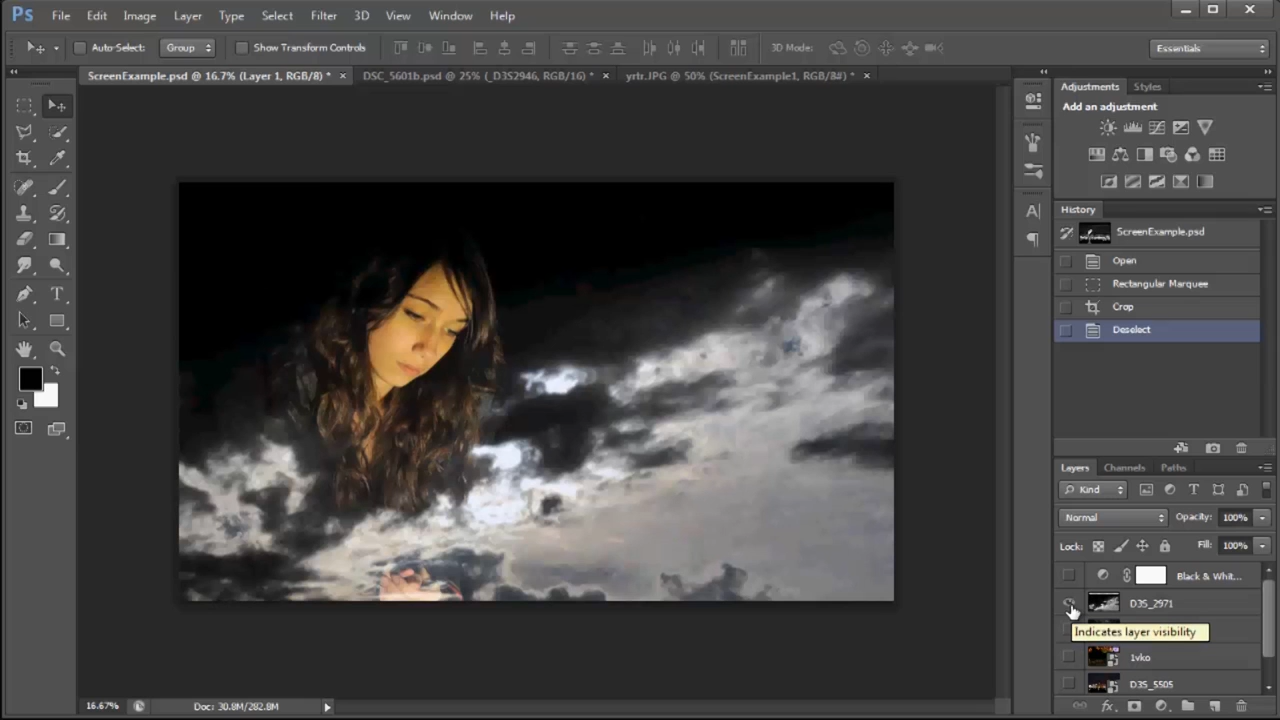 Ps File Edit Image Layer Type Select Filter 3D View Window Help
Auto-Select: Group Show Transform Controls 3D Mode: Essentials
ScreenExample.psd @ 16.7% (Layer 1, RGB/8) * DSC_5601b.psd @ 25% (_D3S2946, RGB/16) * yrtr.JPG @ 50% (ScreenExample1, RGB/8#) *
Adjustments Styles
Add an adjustment
History
ScreenExample.psd
Open
Rectangular Marquee
Crop
Deselect
Layers Channels Paths
Kind
Normal Opacity: 100%
Lock: Fill: 100%
Black & Whit...
D3S_2971
Indicates layer visibility
1vko
D3S_5505
16.67% Doc: 30.8M/282.8M